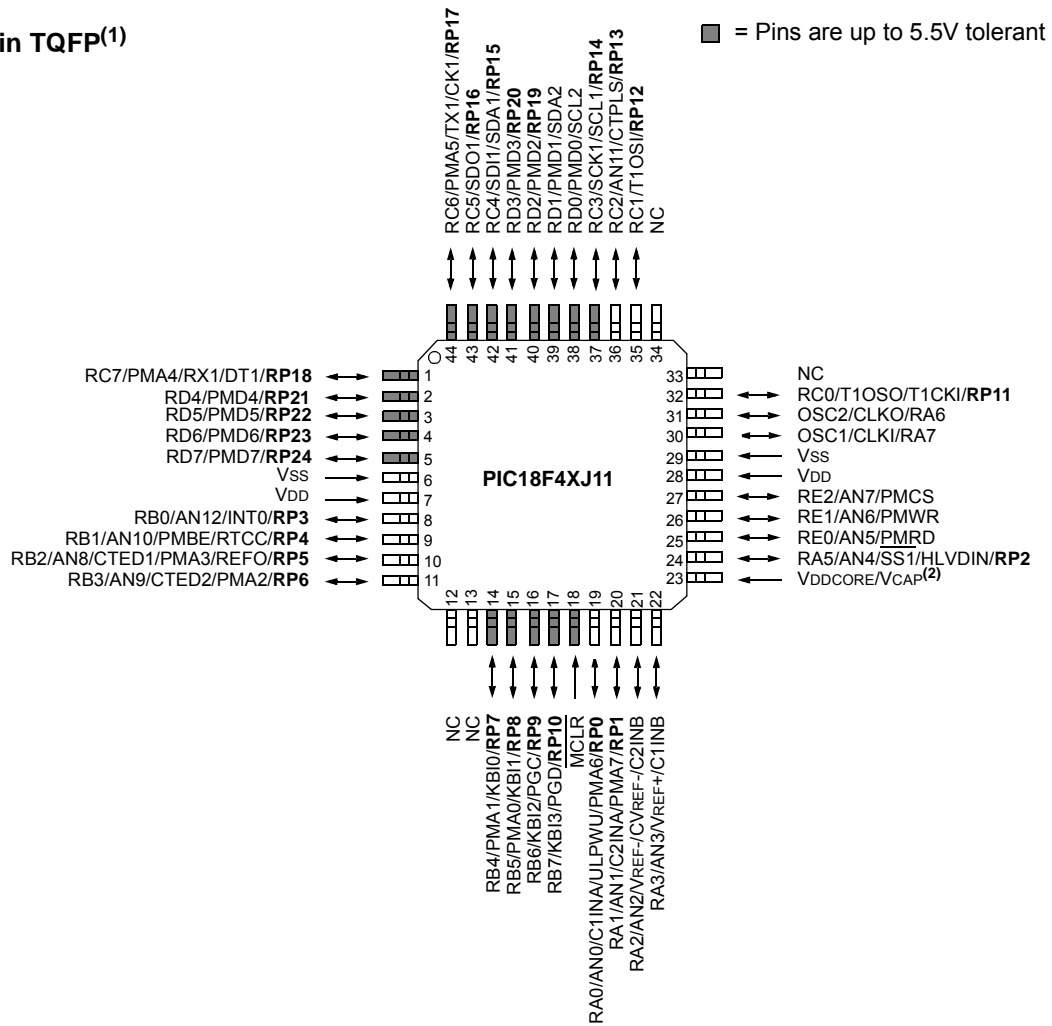 in TQFP(1)
= Pins are up to 5.5V tolerant
RC6/PMA5/TX1/CK1/RP17
RC5/SDO1/RP16
RC4/SDI1/SDA1/RP15
RD3/PMD3/RP20
RD2/PMD2/RP19
RD1/PMD1/SDA2
RD0/PMD0/SCL2
RC3/SCK1/SCL1/RP14
RC2/AN11/CTPLS/RP13
RC1/T1OSI/RP12
NC
44 43 42 41 40 39 38 37 36 35 34
RC7/PMA4/RX1/DT1/RP18 1
RD4/PMD4/RP21 2
RD5/PMD5/RP22 3
RD6/PMD6/RP23 4
RD7/PMD7/RP24 5
VSS 6
VDD 7
RB0/AN12/INT0/RP3 8
RB1/AN10/PMBE/RTCC/RP4 9
RB2/AN8/CTED1/PMA3/REFO/RP5 10
RB3/AN9/CTED2/PMA2/RP6 11
PIC18F4XJ11
33 NC
32 RC0/T1OSO/T1CKI/RP11
31 OSC2/CLKO/RA6
30 OSC1/CLKI/RA7
29 VSS
28 VDD
27 RE2/AN7/PMCS
26 RE1/AN6/PMWR
25 RE0/AN5/PMRD
24 RA5/AN4/SS1/HLVDIN/RP2
23 VDDCORE/VCAP(2)
12 13 14 15 16 17 18 19 20 21 22
NC
NC
RB4/PMA1/KBI0/RP7
RB5/PMA0/KBI1/RP8
RB6/KBI2/PGC/RP9
RB7/KBI3/PGD/RP10
MCLR
RA0/AN0/C1INA/ULPWU/PMA6/RP0
RA1/AN1/C2INA/PMA7/RP1
RA2/AN2/VREF-/CVREF-/C2INB
RA3/AN3/VREF+/C1INB